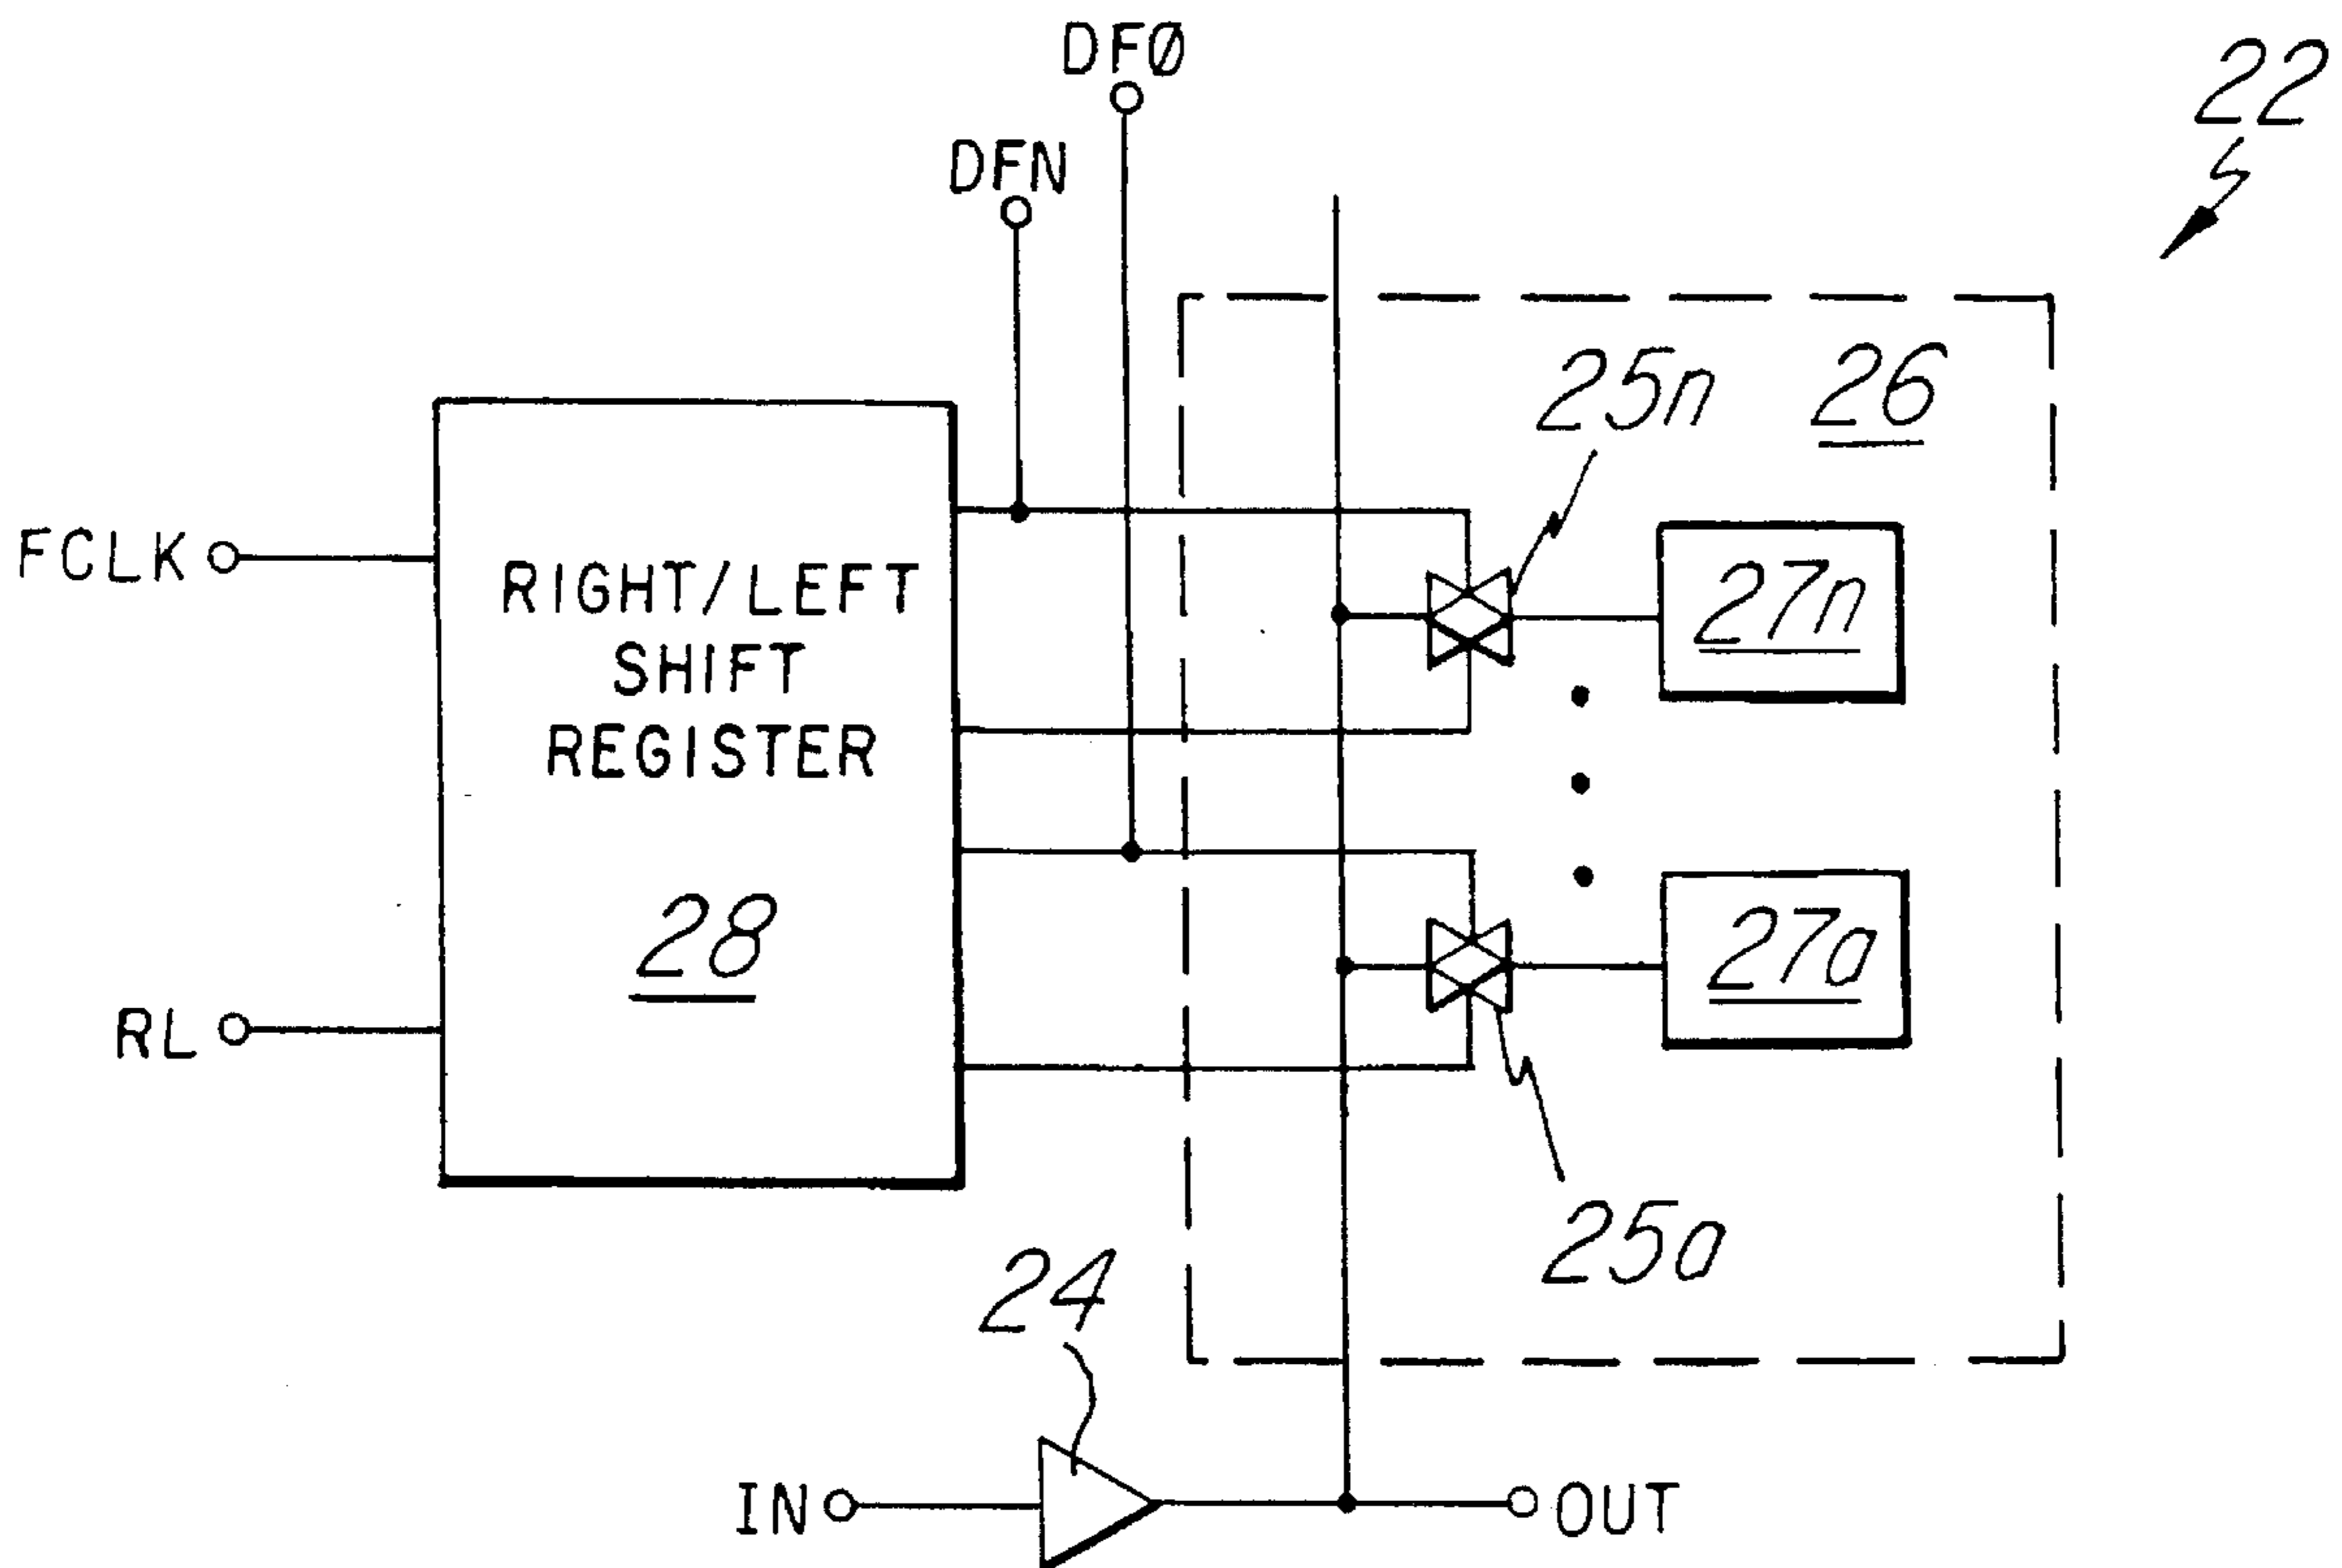 DFØ
22
DFN
25n
26
FCLK
RIGHT/LEFT
SHIFT
REGISTER
27n
28
27a
RL
25a
24
IN
OUT